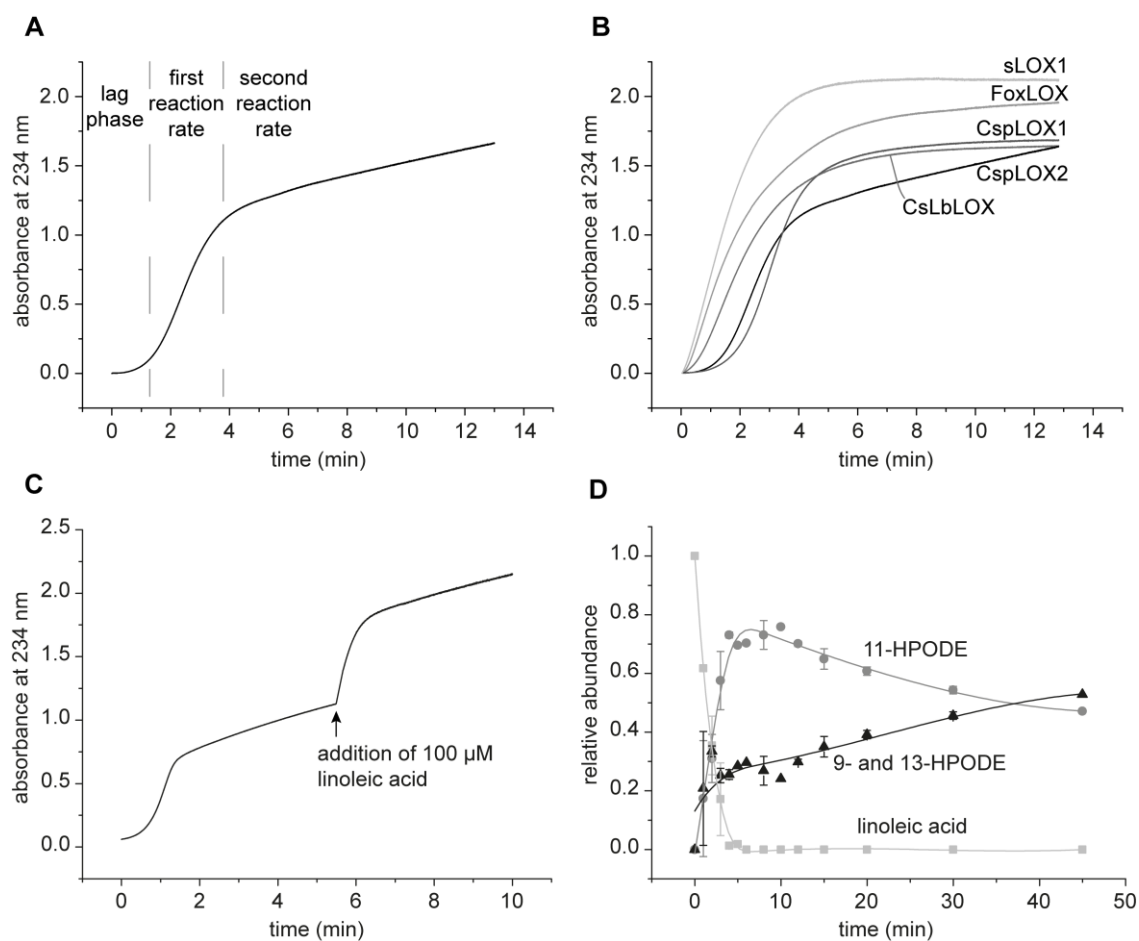 A
lag
phase
first
reaction
rate
second
reaction
rate
absorbance at 234 nm
2.0
1.5
1.0
0.5
0.0
0 2 4 6 8 10 12 14
time (min)
B
sLOX1
FoxLOX
CspLOX1
CspLOX2
CsLbLOX
absorbance at 234 nm
2.0
1.5
1.0
0.5
0.0
0 2 4 6 8 10 12 14
time (min)
C
absorbance at 234 nm
2.5
2.0
1.5
1.0
0.5
0.0
addition of 100 µM
linoleic acid
0 2 4 6 8 10
time (min)
D
relative abundance
1.0
0.8
0.6
0.4
0.2
0.0
11-HPODE
9- and 13-HPODE
linoleic acid
0 10 20 30 40 50
time (min)